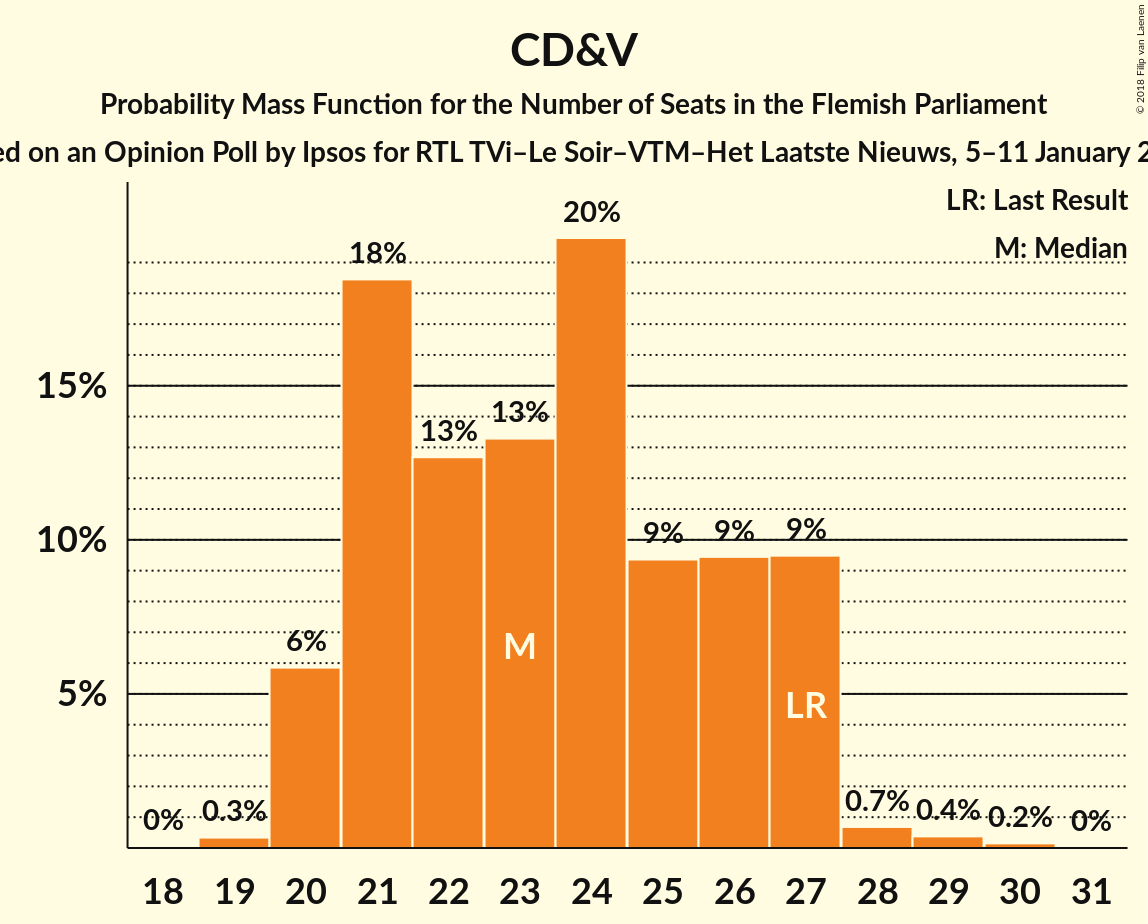 CD&V
Probability Mass Function for the Number of Seats in the Flemish Parliament
on an Opinion Poll by Ipsos for RTL TVi–Le Soir–VTM–Het Laatste Nieuws, 5–11 January
© 2018 Filip van Laenen
LR: Last Result
M: Median
20%
18%
15%
13%
13%
10%
9%
9%
9%
6%
M
5%
LR
0%
0.3%
0.7%
0.4%
0.2%
0%
18 19 20 21 22 23 24 25 26 27 28 29 30 31